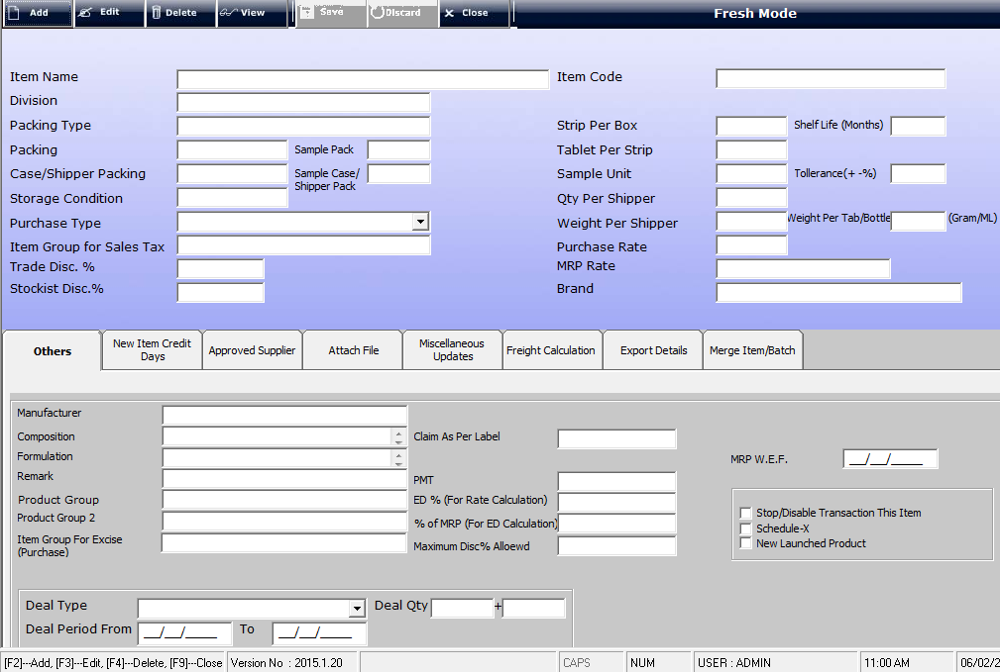 Add Edit Delete View Save Discard Close Fresh Mode
Item Name Item Code
Division
Packing Type Strip Per Box Shelf Life (Months)
Packing Sample Pack Tablet Per Strip
Case/Shipper Packing Sample Case/ Sample Unit Tollerance(+ -%)
Shipper Pack
Storage Condition Qty Per Shipper
Purchase Type Weight Per Shipper Weight Per Tab/Bottle (Gram/ML)
Item Group for Sales Tax Purchase Rate
Trade Disc. % MRP Rate
Stockist Disc.% Brand
Others
New Item Credit
Days
Approved Supplier
Attach File
Miscellaneous
Updates
Freight Calculation
Export Details
Merge Item/Batch
Manufacturer
Composition Claim As Per Label
Formulation MRP W.E.F. __/__/____
Remark PMT
Product Group ED % (For Rate Calculation)
Product Group 2 % of MRP (For ED Calculation)
Item Group For Excise
(Purchase)
Maximum Disc% Alloewd
Stop/Disable Transaction This Item
Schedule-X
New Launched Product
Deal Type Deal Qty +
Deal Period From __/__/____ To __/__/____
[F2]---Add, [F3]---Edit, [F4]---Delete, [F9]---Close Version No : 2015.1.20 CAPS NUM USER : ADMIN 11:00 AM 06/02/2